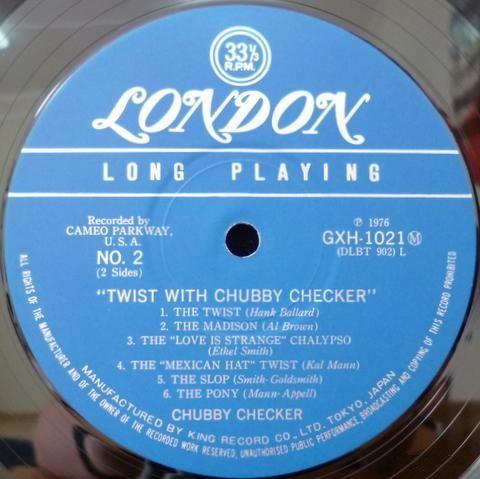 33 1/3
R.P.M.
LONDON
LONG PLAYING
Recorded by
CAMEO PARKWAY,
U.S.A.
NO. 2
(2 Sides)
Ⓟ 1976
GXH-1021 Ⓜ
(DLBT 902) L
"TWIST WITH CHUBBY CHECKER"
1. THE TWIST (Hank Ballard)
2. THE MADISON (Al Brown)
3. THE "LOVE IS STRANGE" CHALYPSO
(Ethel Smith)
4. THE "MEXICAN HAT" TWIST (Kal Mann)
5. THE SLOP (Smith-Goldsmith)
6. THE PONY (Mann-Appell)
CHUBBY CHECKER
MANUFACTURED BY KING RECORD CO., LTD. TOKYO, JAPAN
ALL RIGHTS OF THE MANUFACTURER AND OF THE OWNER OF THE RECORDED WORK RESERVED, UNAUTHORISED PUBLIC PERFORMANCE, BROADCASTING AND COPYING OF THIS RECORD PROHIBITED